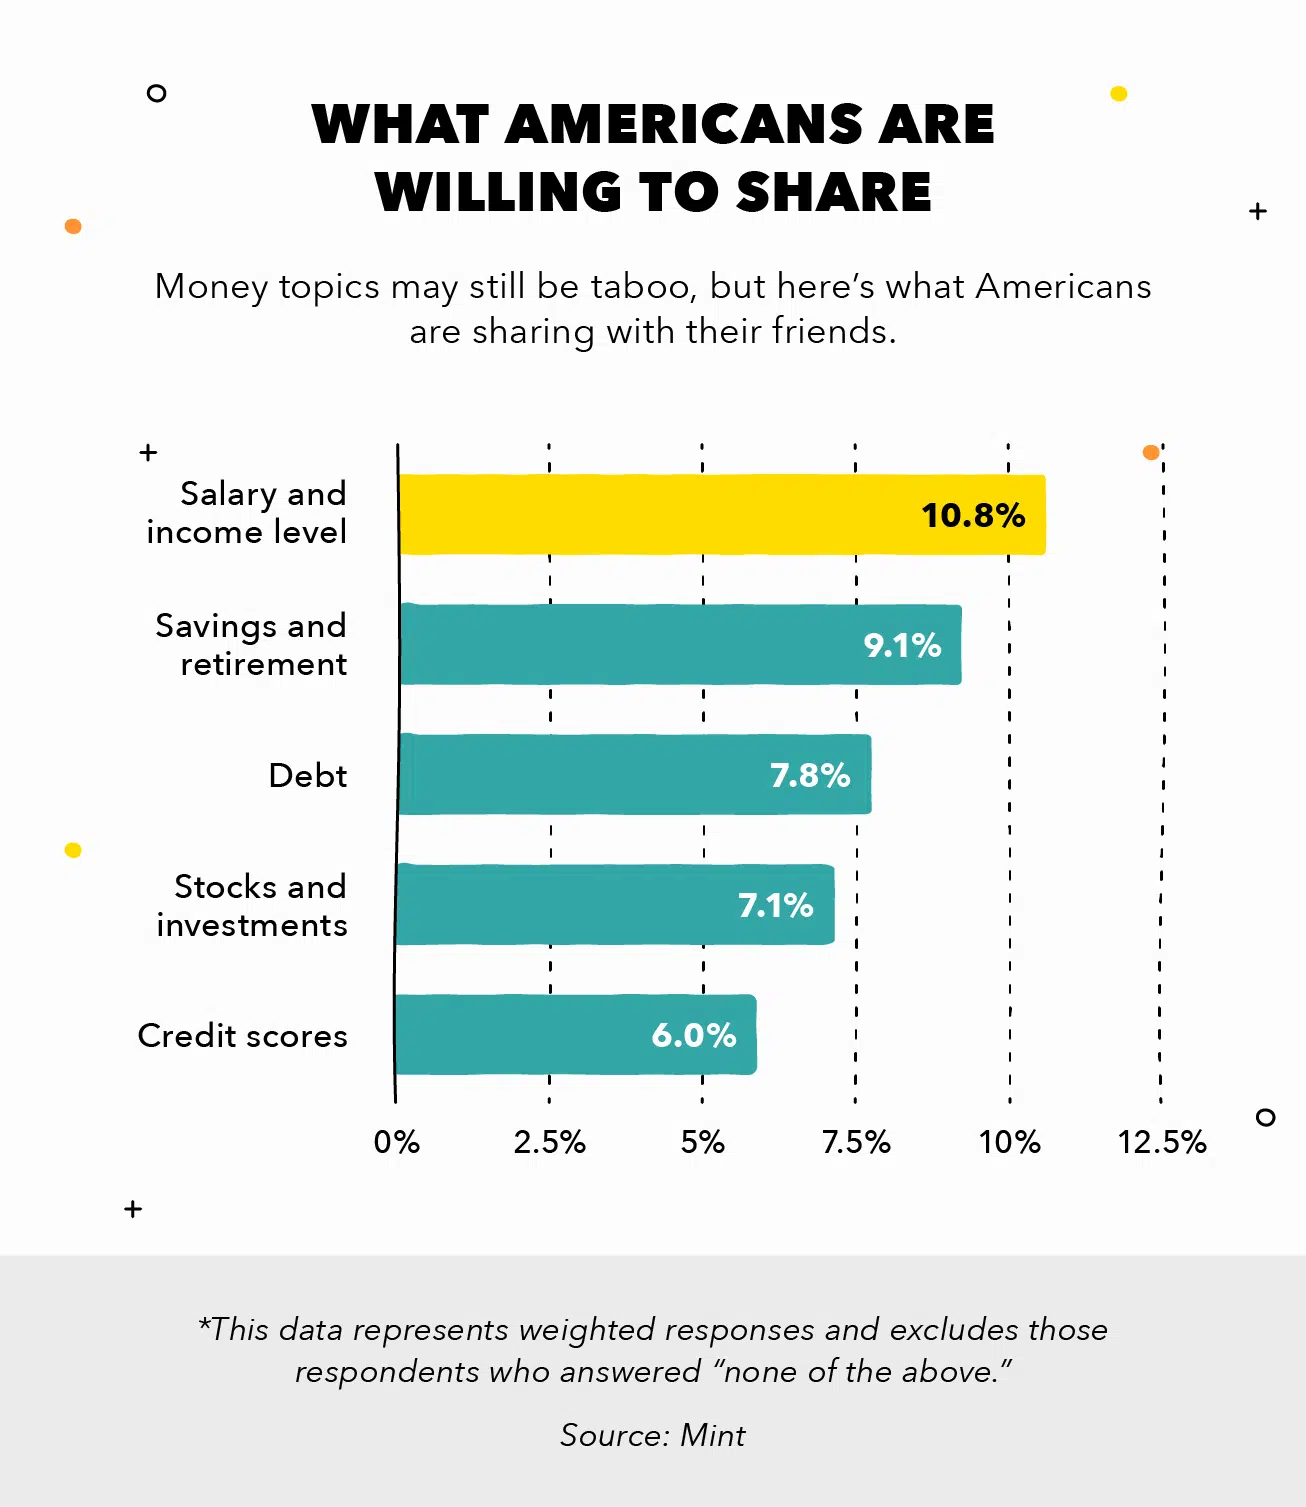 WHAT AMERICANS ARE
WILLING TO SHARE
Money topics may still be taboo, but here’s what Americans
are sharing with their friends.
Salary and
income level
10.8%
Savings and
retirement
9.1%
Debt
7.8%
Stocks and
investments
7.1%
Credit scores
6.0%
0% 2.5% 5% 7.5% 10% 12.5%
*This data represents weighted responses and excludes those
respondents who answered “none of the above.”
Source: Mint